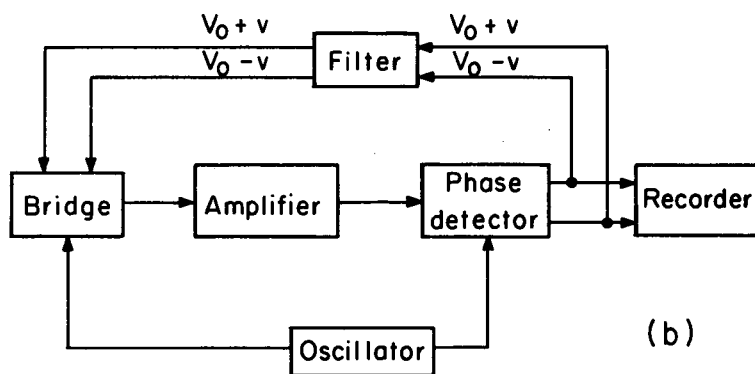 V₀ + v
V₀ + v
V₀ – v
Filter
V₀ – v
Bridge
Amplifier
Phase
detector
Recorder
Oscillator
(b)